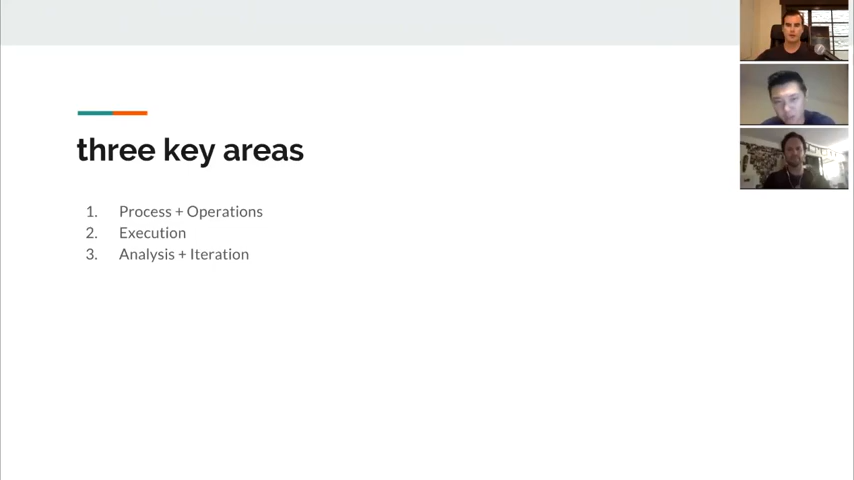 three key areas
1. Process + Operations
2. Execution
3. Analysis + Iteration